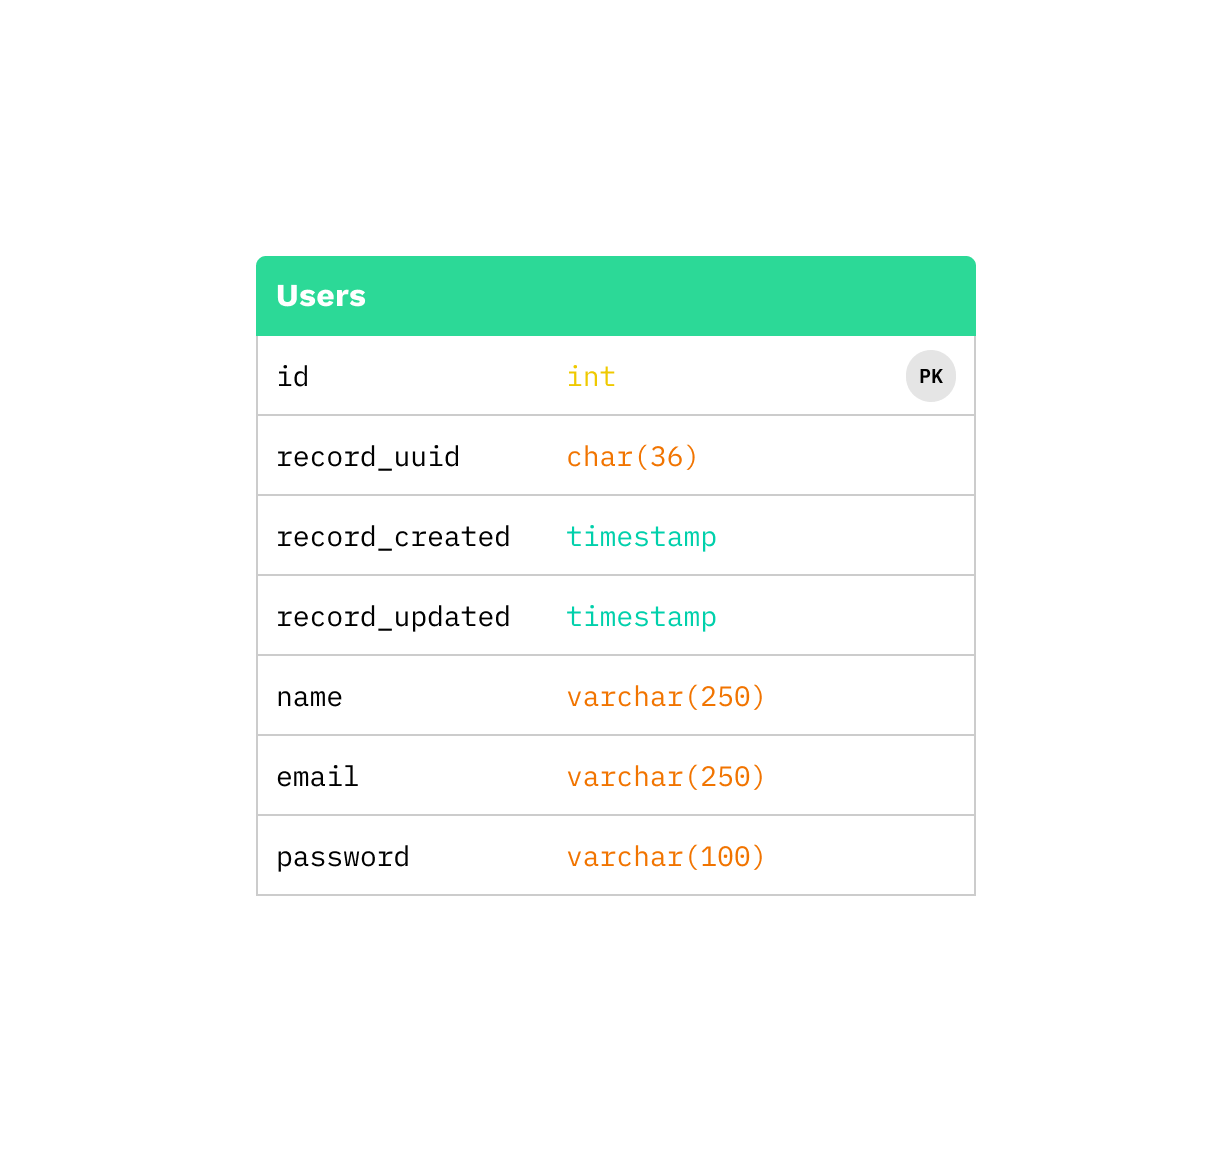 Users
id int PK
record_uuid char(36)
record_created timestamp
record_updated timestamp
name varchar(250)
email varchar(250)
password varchar(100)